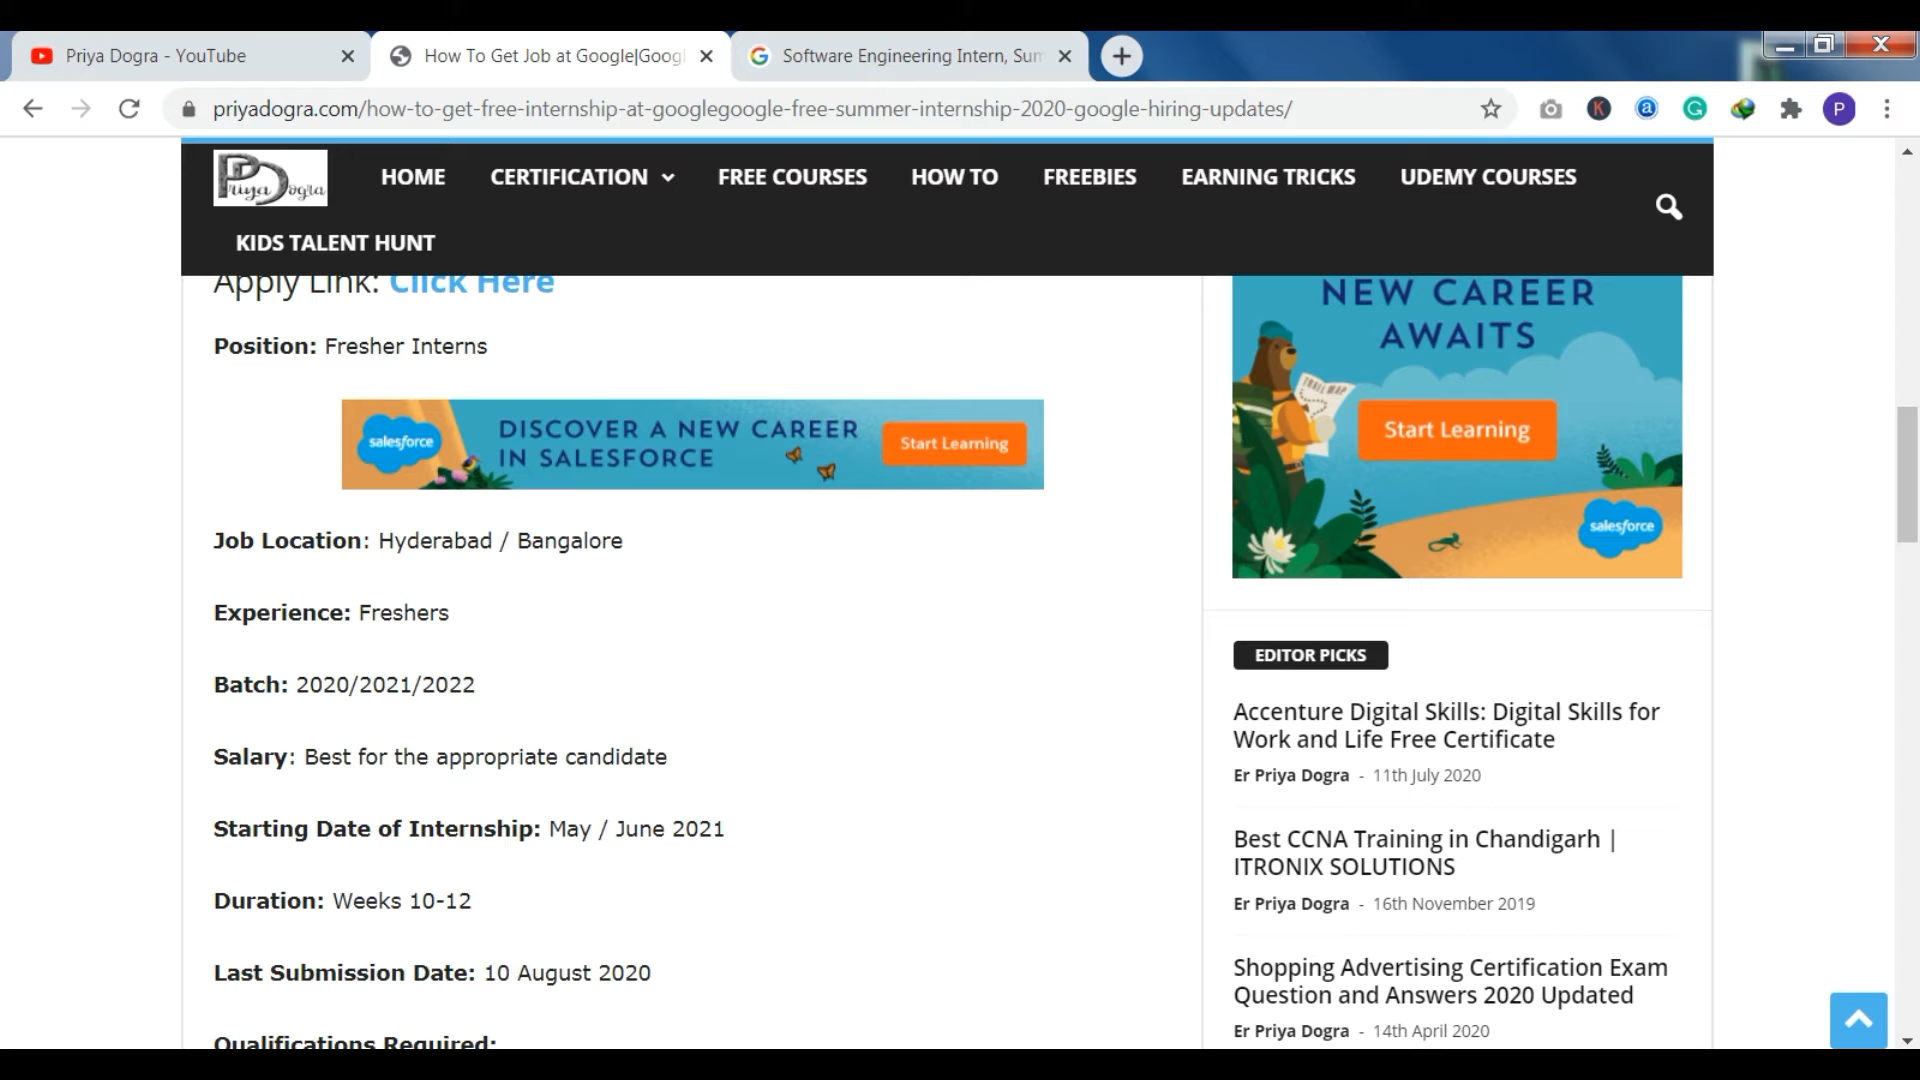 Priya Dogra - YouTube
How To Get Job at Google|Googl
Software Engineering Intern, Sum
priyadogra.com/how-to-get-free-internship-at-googlegoogle-free-summer-internship-2020-google-hiring-updates/
P
Priya Dogra
HOME
CERTIFICATION
FREE COURSES
HOW TO
FREEBIES
EARNING TRICKS
UDEMY COURSES
KIDS TALENT HUNT
Apply Link: Click Here
Position: Fresher Interns
salesforce
DISCOVER A NEW CAREER
IN SALESFORCE
Start Learning
Job Location: Hyderabad / Bangalore
Experience: Freshers
Batch: 2020/2021/2022
Salary: Best for the appropriate candidate
Starting Date of Internship: May / June 2021
Duration: Weeks 10-12
Last Submission Date: 10 August 2020
Qualifications Required:
NEW CAREER
AWAITS
TRAIL MAP
Start Learning
salesforce
EDITOR PICKS
Accenture Digital Skills: Digital Skills for
Work and Life Free Certificate
Er Priya Dogra - 11th July 2020
Best CCNA Training in Chandigarh |
ITRONIX SOLUTIONS
Er Priya Dogra - 16th November 2019
Shopping Advertising Certification Exam
Question and Answers 2020 Updated
Er Priya Dogra - 14th April 2020